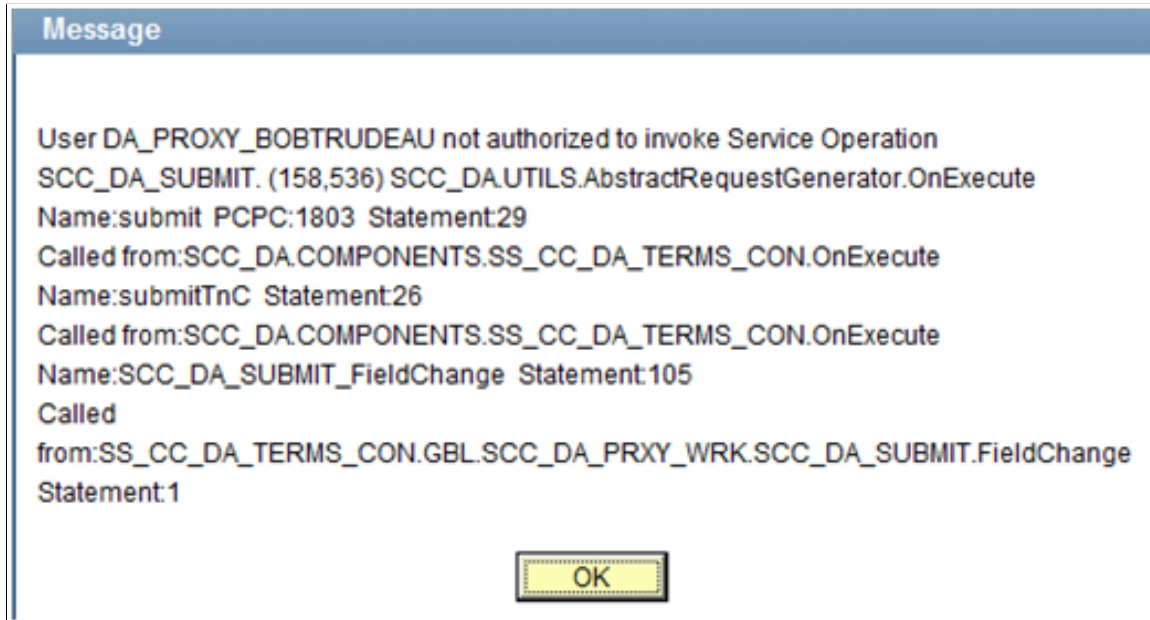 Message
User DA_PROXY_BOBTRUDEAU not authorized to invoke Service Operation
SCC_DA_SUBMIT. (158,536) SCC_DA.UTILS.AbstractRequestGenerator.OnExecute
Name:submit PCPC:1803 Statement:29
Called from:SCC_DA.COMPONENTS.SS_CC_DA_TERMS_CON.OnExecute
Name:submitTnC Statement:26
Called from:SCC_DA.COMPONENTS.SS_CC_DA_TERMS_CON.OnExecute
Name:SCC_DA_SUBMIT_FieldChange Statement:105
Called
from:SS_CC_DA_TERMS_CON.GBL.SCC_DA_PRXY_WRK.SCC_DA_SUBMIT.FieldChange
Statement:1
OK